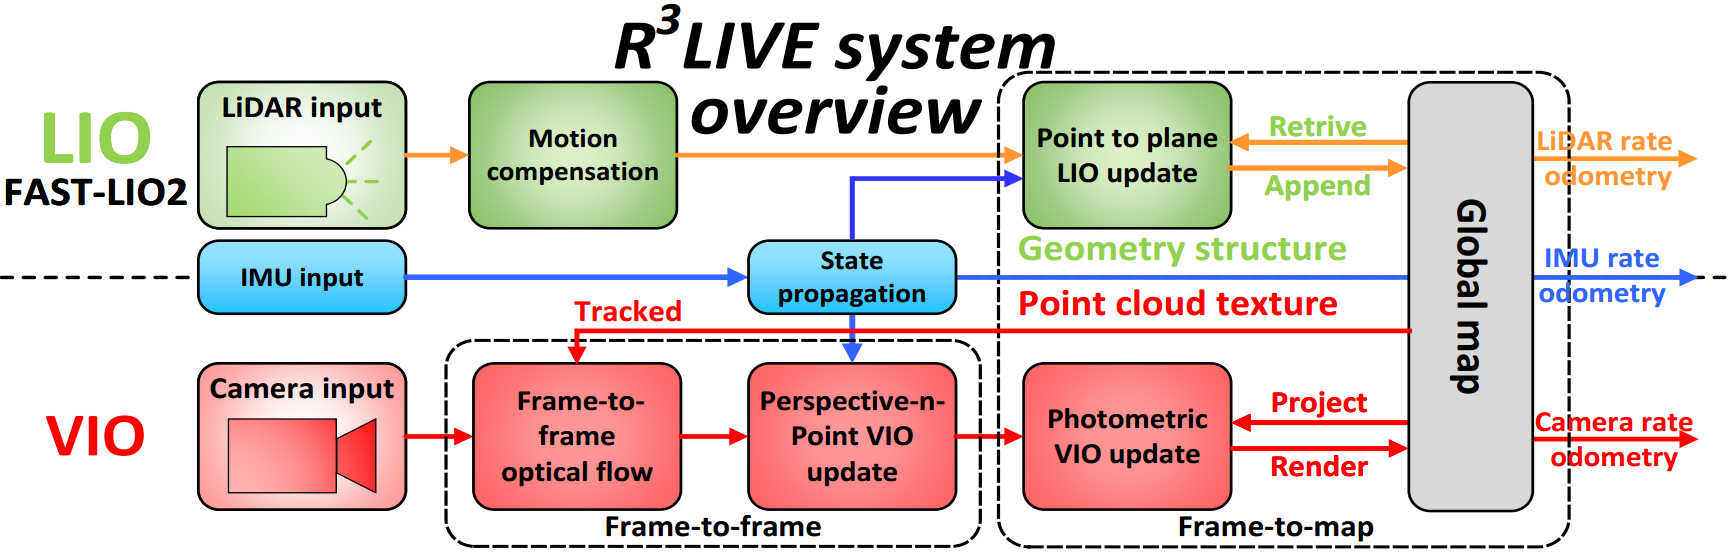 R³LIVE system
overview
LIO
FAST-LIO2
LiDAR input
Motion
compensation
Point to plane
LIO update
Retrive
Append
LiDAR rate
odometry
Geometry structure
IMU input
State
propagation
IMU rate
odometry
Point cloud texture
Tracked
Global map
VIO
Camera input
Frame-to-
frame
optical flow
Perspective-n-
Point VIO
update
Photometric
VIO update
Project
Render
Camera rate
odometry
Frame-to-frame
Frame-to-map